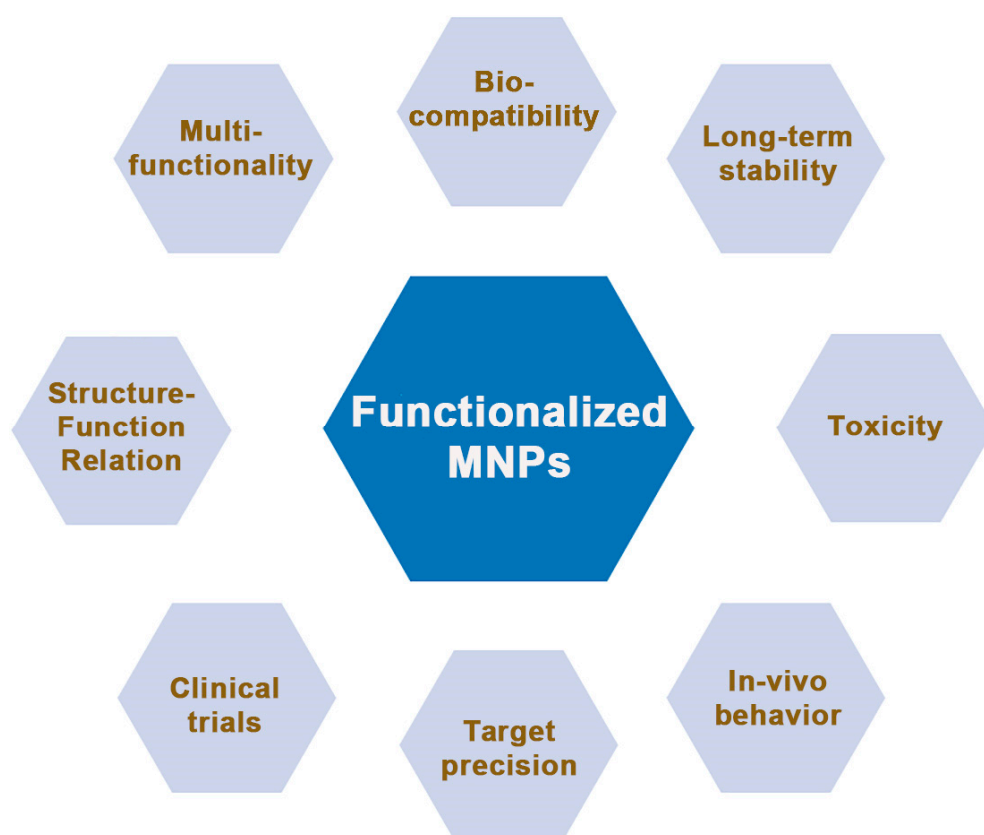 Bio-
compatibility
Multi-
functionality
Long-term
stability
Structure-
Function
Relation
Functionalized
MNPs
Toxicity
Clinical
trials
Target
precision
In-vivo
behavior